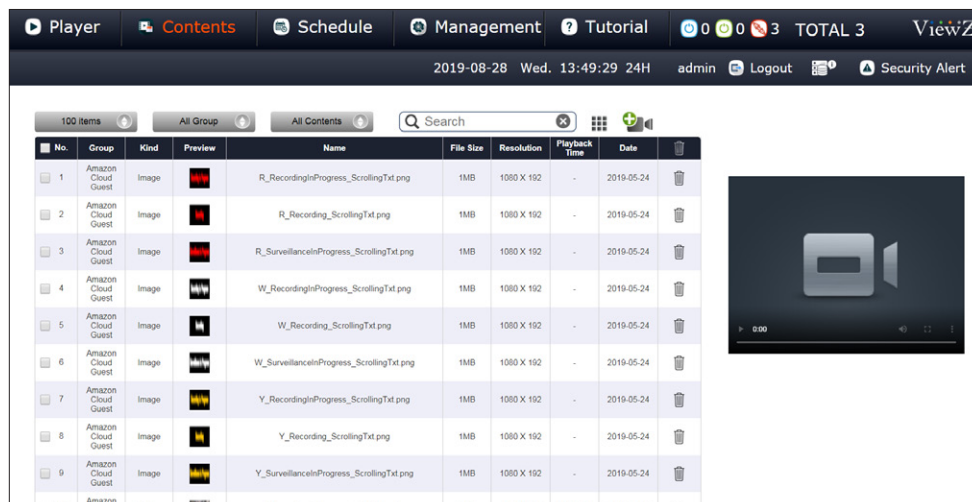 Player Contents Schedule Management Tutorial 0 0 3 TOTAL 3 ViewZ
2019-08-28 Wed. 13:49:29 24H admin Logout 0 Security Alert
100 items All Group All Contents Search
No. Group Kind Preview Name File Size Resolution Playback Time Date
1 Amazon Cloud Guest Image R_RecordingInProgress_ScrollingTxt.png 1MB 1080 X 192 - 2019-05-24
2 Amazon Cloud Guest Image R_Recording_ScrollingTxt.png 1MB 1080 X 192 - 2019-05-24
3 Amazon Cloud Guest Image R_SurveillanceInProgress_ScrollingTxt.png 1MB 1080 X 192 - 2019-05-24
4 Amazon Cloud Guest Image W_RecordingInProgress_ScrollingTxt.png 1MB 1080 X 192 - 2019-05-24
5 Amazon Cloud Guest Image W_Recording_ScrollingTxt.png 1MB 1080 X 192 - 2019-05-24
6 Amazon Cloud Guest Image W_SurveillanceInProgress_ScrollingTxt.png 1MB 1080 X 192 - 2019-05-24
7 Amazon Cloud Guest Image Y_RecordingInProgress_ScrollingTxt.png 1MB 1080 X 192 - 2019-05-24
8 Amazon Cloud Guest Image Y_Recording_ScrollingTxt.png 1MB 1080 X 192 - 2019-05-24
9 Amazon Cloud Guest Image Y_SurveillanceInProgress_ScrollingTxt.png 1MB 1080 X 192 - 2019-05-24
Amazon
0:00